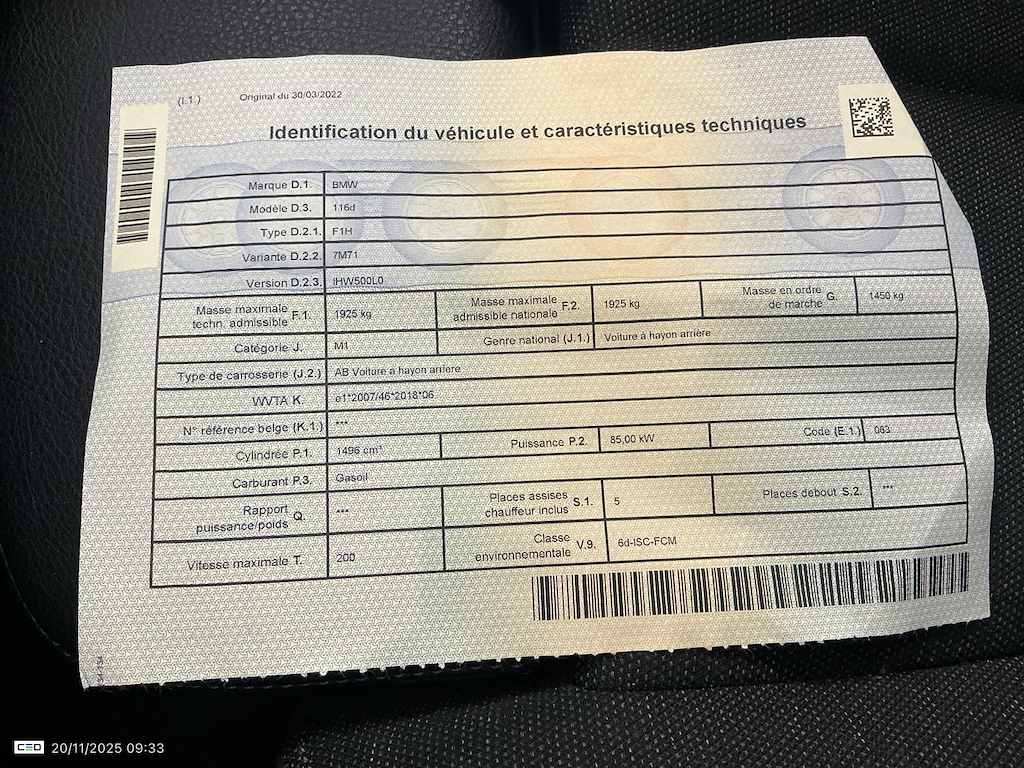 (I.1.) Original du 30/03/2022
Identification du véhicule et caractéristiques techniques
Marque D.1. BMW
Modèle D.3. 116d
Type D.2.1. F1H
Variante D.2.2. 7M71
Version D.2.3. IHW500L0
Masse maximale techn. admissible F.1. 1925 kg Masse maximale admissible nationale F.2. 1925 kg Masse en ordre de marche G. 1450 kg
Catégorie J. M1 Genre national (J.1.) Voiture à hayon arrière
Type de carrosserie (J.2.) AB Voiture à hayon arrière
WVTA K. e1*2007/46*2018*06
N° référence belge (K.1.) ***
Cylindrée P.1. 1496 cm³ Puissance P.2. 85,00 kW Code (E.1.) 063
Carburant P.3. Gasoil
Rapport puissance/poids Q. *** Places assises chauffeur inclus S.1. 5 Places debout S.2. ***
Vitesse maximale T. 200 Classe environnementale V.9. 6d-ISC-FCM
CEO 20/11/2025 09:33